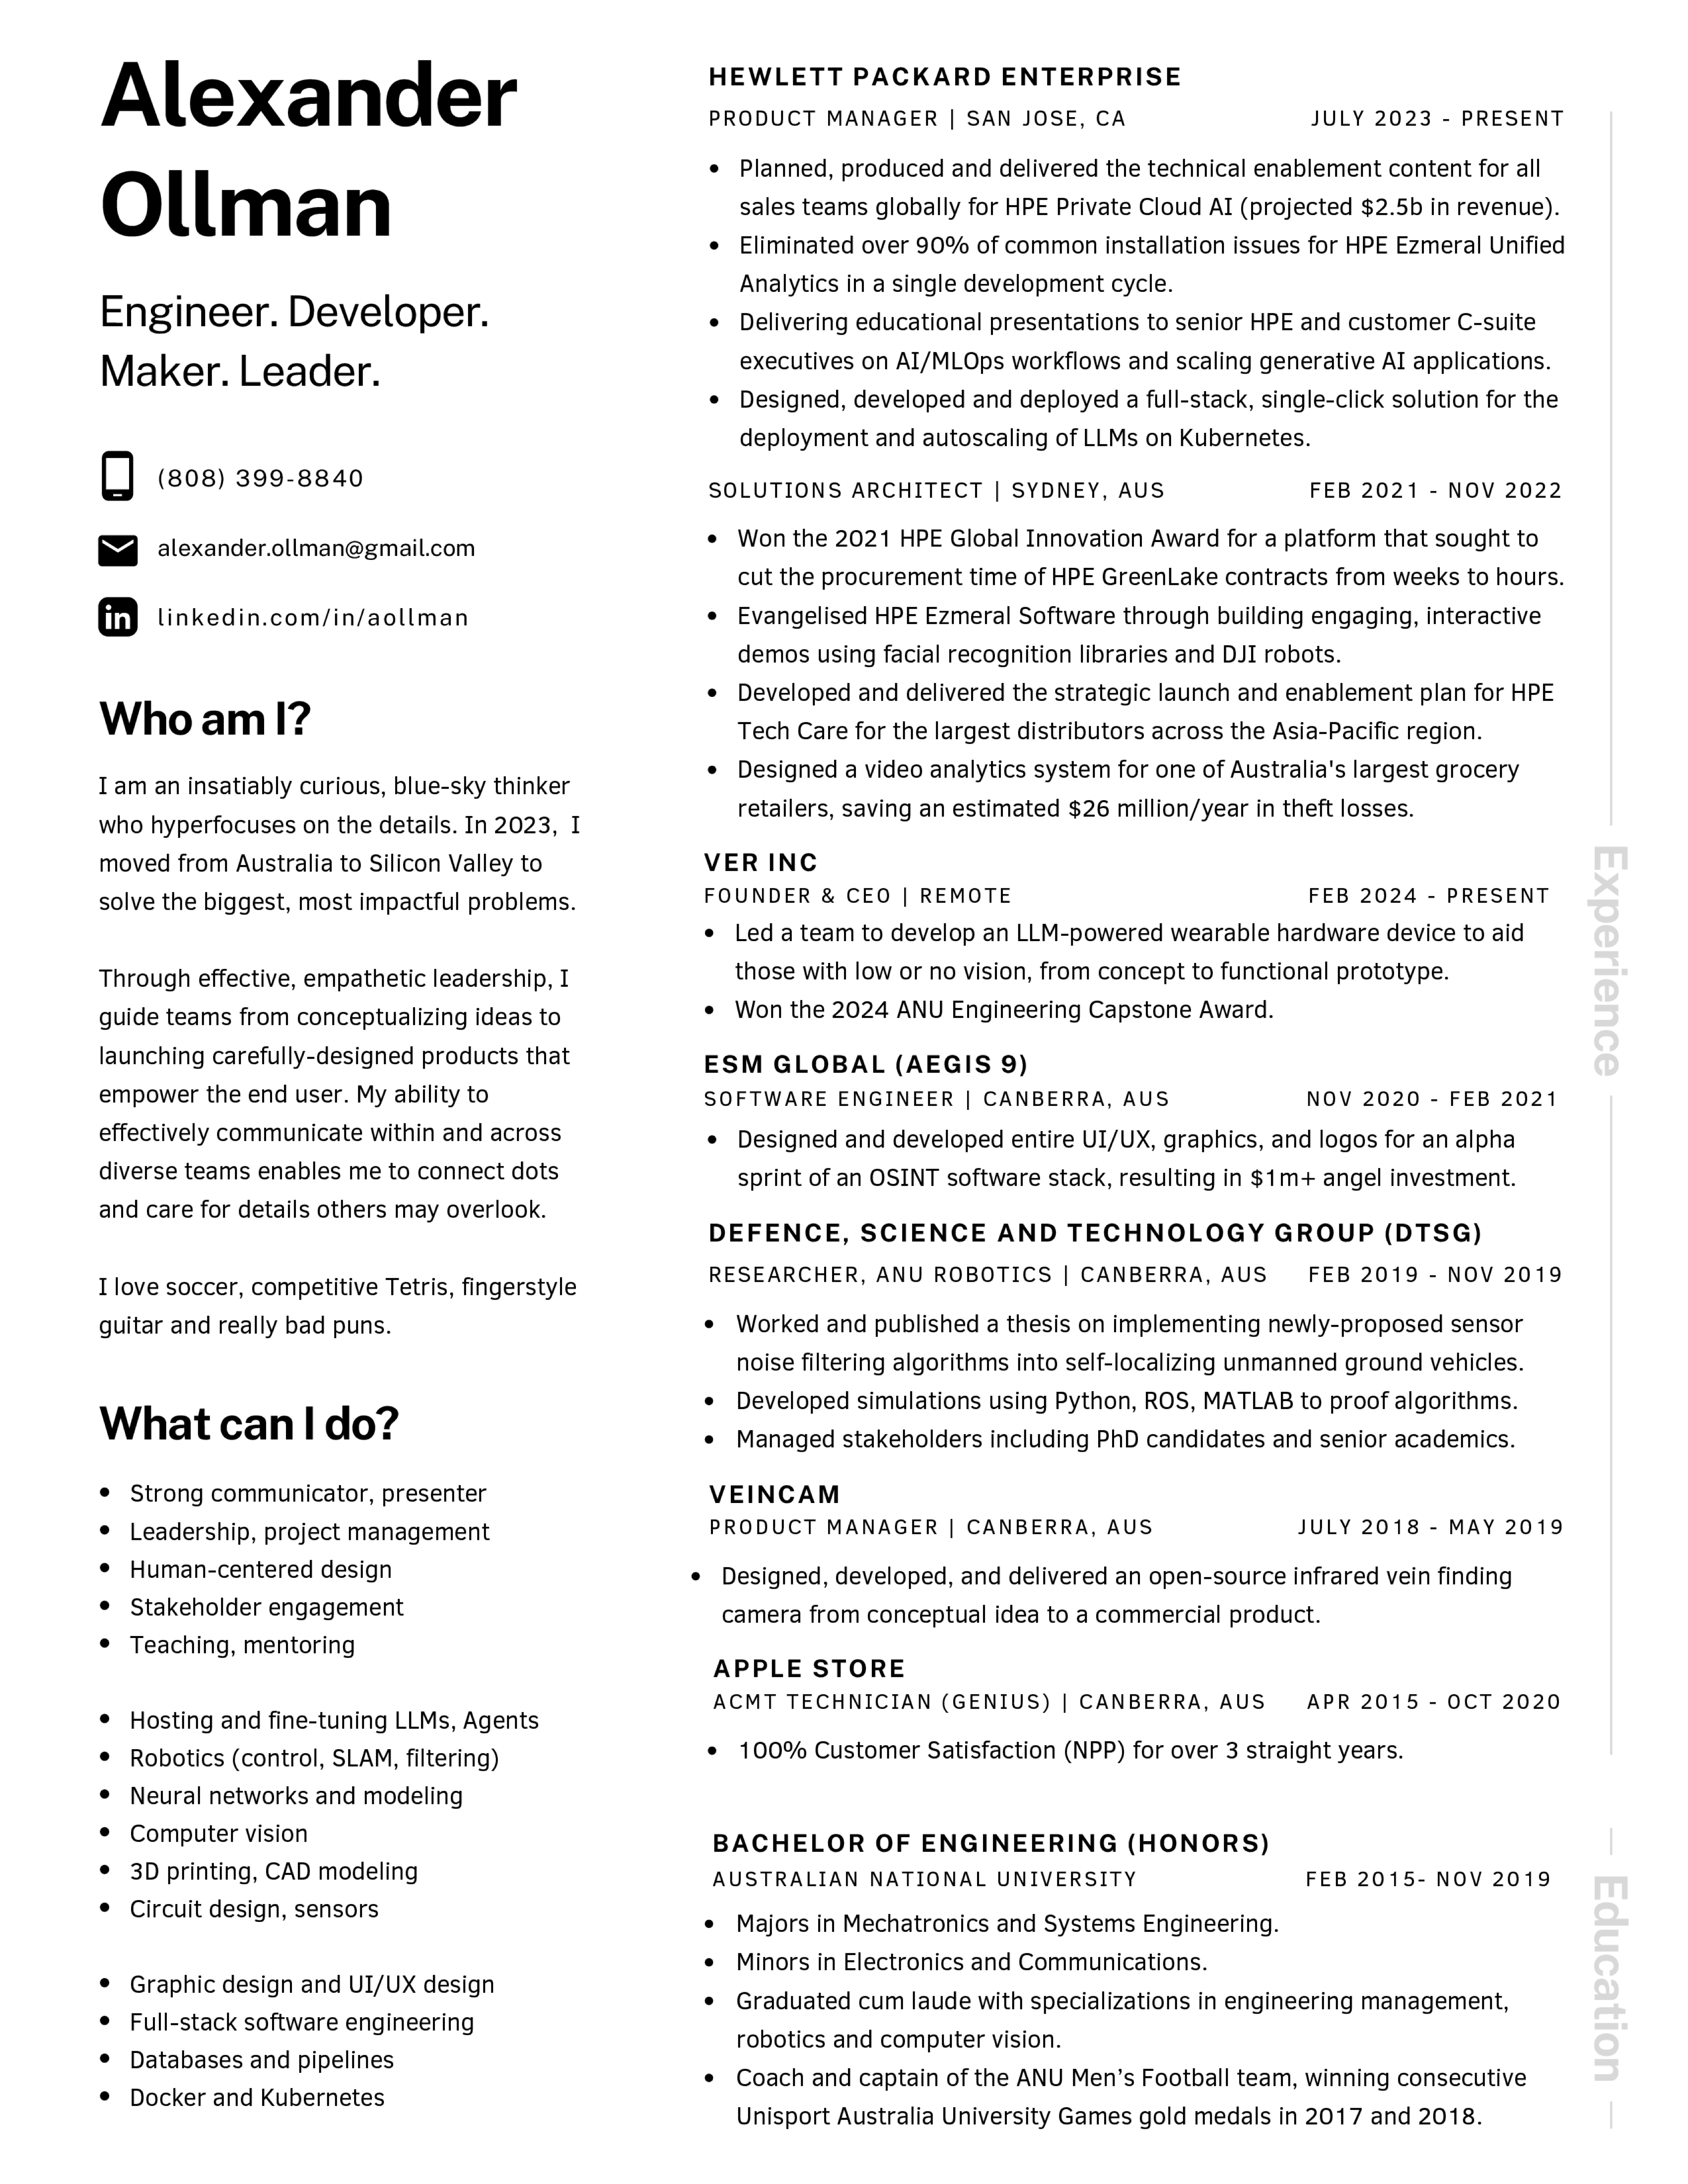 Alexander
Ollman
Engineer. Developer.
Maker. Leader.
(808) 399-8840
alexander.ollman@gmail.com
linkedin.com/in/aollman
Who am I?
I am an insatiably curious, blue-sky thinker
who hyperfocuses on the details. In 2023, I
moved from Australia to Silicon Valley to
solve the biggest, most impactful problems.
Through effective, empathetic leadership, I
guide teams from conceptualizing ideas to
launching carefully-designed products that
empower the end user. My ability to
effectively communicate within and across
diverse teams enables me to connect dots
and care for details others may overlook.
I love soccer, competitive Tetris, fingerstyle
guitar and really bad puns.
What can I do?
• Strong communicator, presenter
• Leadership, project management
• Human-centered design
• Stakeholder engagement
• Teaching, mentoring
• Hosting and fine-tuning LLMs, Agents
• Robotics (control, SLAM, filtering)
• Neural networks and modeling
• Computer vision
• 3D printing, CAD modeling
• Circuit design, sensors
• Graphic design and UI/UX design
• Full-stack software engineering
• Databases and pipelines
• Docker and Kubernetes
HEWLETT PACKARD ENTERPRISE
PRODUCT MANAGER | SAN JOSE, CA JULY 2023 - PRESENT
• Planned, produced and delivered the technical enablement content for all
sales teams globally for HPE Private Cloud AI (projected $2.5b in revenue).
• Eliminated over 90% of common installation issues for HPE Ezmeral Unified
Analytics in a single development cycle.
• Delivering educational presentations to senior HPE and customer C-suite
executives on AI/MLOps workflows and scaling generative AI applications.
• Designed, developed and deployed a full-stack, single-click solution for the
deployment and autoscaling of LLMs on Kubernetes.
SOLUTIONS ARCHITECT | SYDNEY, AUS FEB 2021 - NOV 2022
• Won the 2021 HPE Global Innovation Award for a platform that sought to
cut the procurement time of HPE GreenLake contracts from weeks to hours.
• Evangelised HPE Ezmeral Software through building engaging, interactive
demos using facial recognition libraries and DJI robots.
• Developed and delivered the strategic launch and enablement plan for HPE
Tech Care for the largest distributors across the Asia-Pacific region.
• Designed a video analytics system for one of Australia's largest grocery
retailers, saving an estimated $26 million/year in theft losses.
VER INC
FOUNDER & CEO | REMOTE FEB 2024 - PRESENT
• Led a team to develop an LLM-powered wearable hardware device to aid
those with low or no vision, from concept to functional prototype.
• Won the 2024 ANU Engineering Capstone Award.
ESM GLOBAL (AEGIS 9)
SOFTWARE ENGINEER | CANBERRA, AUS NOV 2020 - FEB 2021
• Designed and developed entire UI/UX, graphics, and logos for an alpha
sprint of an OSINT software stack, resulting in $1m+ angel investment.
DEFENCE, SCIENCE AND TECHNOLOGY GROUP (DTSG)
RESEARCHER, ANU ROBOTICS | CANBERRA, AUS FEB 2019 - NOV 2019
• Worked and published a thesis on implementing newly-proposed sensor
noise filtering algorithms into self-localizing unmanned ground vehicles.
• Developed simulations using Python, ROS, MATLAB to proof algorithms.
• Managed stakeholders including PhD candidates and senior academics.
VEINCAM
PRODUCT MANAGER | CANBERRA, AUS JULY 2018 - MAY 2019
• Designed, developed, and delivered an open-source infrared vein finding
camera from conceptual idea to a commercial product.
APPLE STORE
ACMT TECHNICIAN (GENIUS) | CANBERRA, AUS APR 2015 - OCT 2020
• 100% Customer Satisfaction (NPP) for over 3 straight years.
Experience
BACHELOR OF ENGINEERING (HONORS)
AUSTRALIAN NATIONAL UNIVERSITY FEB 2015- NOV 2019
• Majors in Mechatronics and Systems Engineering.
• Minors in Electronics and Communications.
• Graduated cum laude with specializations in engineering management,
robotics and computer vision.
• Coach and captain of the ANU Men’s Football team, winning consecutive
Unisport Australia University Games gold medals in 2017 and 2018.
Education